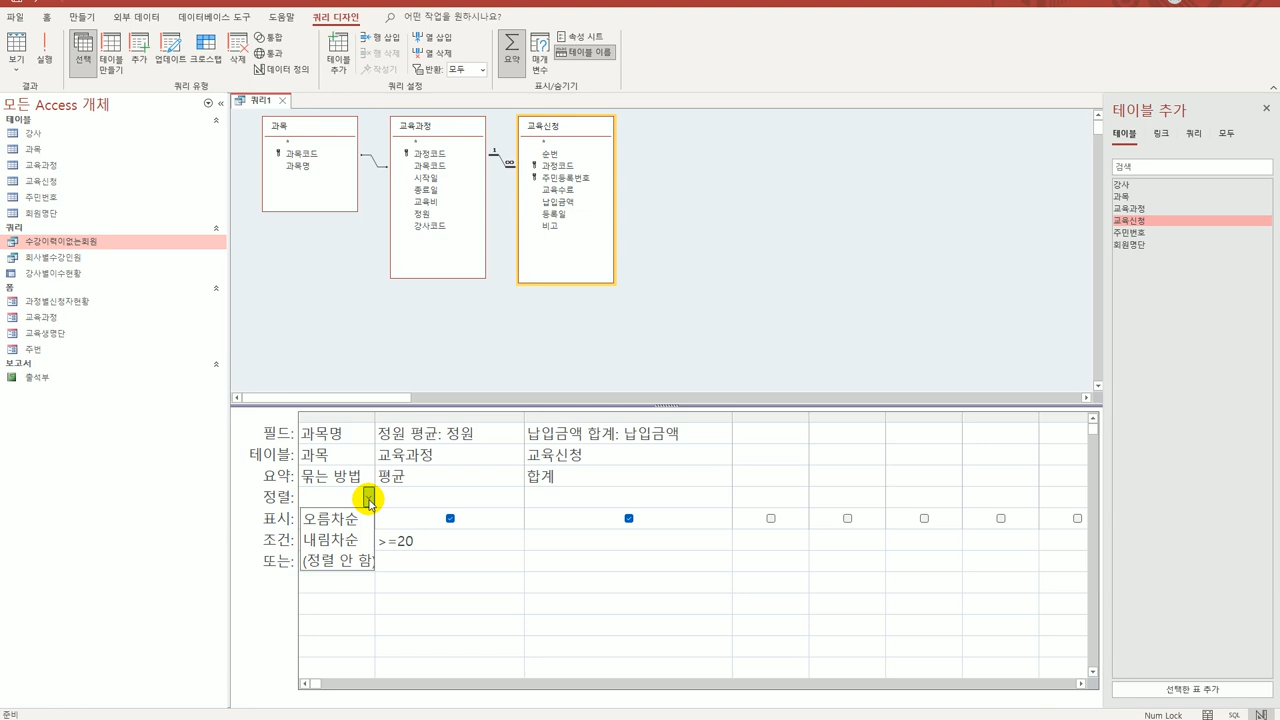 파일 홈 만들기 외부 데이터 데이터베이스 도구 도움말 쿼리 디자인 어떤 작업을 원하시나요?
보기 실행 선택 테이블 만들기 추가 업데이트 크로스탭 삭제 통합 통과 데이터 정의
테이블 추가 행 삽입 행 삭제 작성기 열 삽입 열 삭제 반환: 모두
요약 매개 변수 속성 시트 테이블 이름
결과 쿼리 유형 쿼리 설정 표시/숨기기
모든 Access 개체
테이블
강사
과목
교육과정
교육신청
주민번호
회원명단
쿼리
수강이력이없는회원
회사별수강인원
강사별이수현황
폼
과정별신청자현황
교육과정
교육생명단
주번
보고서
출석부
쿼리1
과목
*
과목코드
과목명
교육과정
*
과정코드
과목코드
시작일
종료일
교육비
정원
강사코드
1
∞
교육신청
*
순번
과정코드
주민등록번호
교육수료
납입금액
등록일
비고
필드: 과목명 정원 평균: 정원 납입금액 합계: 납입금액
테이블: 과목 교육과정 교육신청
요약: 묶는 방법 평균 합계
정렬:
표시: 오름차순
조건: 내림차순 >=20
또는: (정렬 안 함)
테이블 추가
테이블 링크 쿼리 모두
검색
강사
과목
교육과정
교육신청
주민번호
회원명단
선택한 표 추가
준비
Num Lock SQL